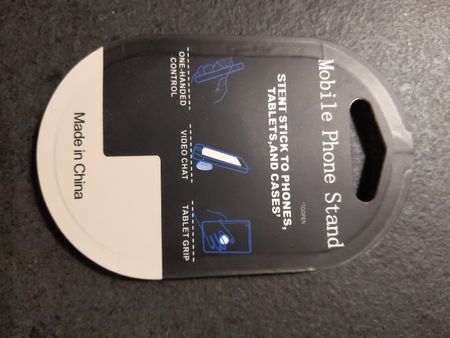 Mobile Phone Stand
"TOOPEN
STENT STICK TO PHONES,
TABLETS,AND CASES'
ONE-HANDED
CONTROL
VIDEO CHAT
TABLET GRIP
Made in China